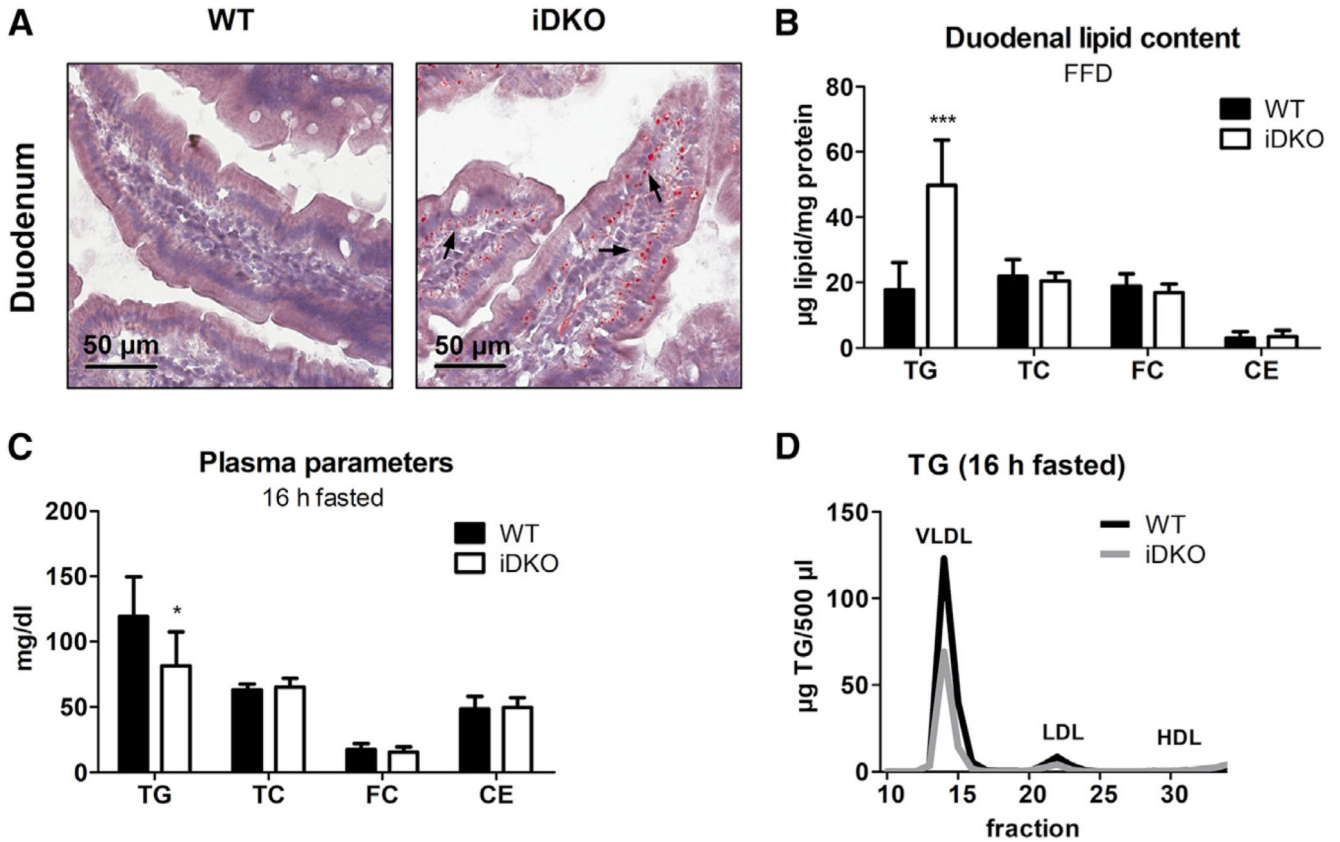 A
WT
iDKO
Duodenum
50 µm
50 µm
B
Duodenal lipid content
FFD
µg lipid/mg protein
80
60
40
20
0
***
WT
iDKO
TG TC FC CE
C
Plasma parameters
16 h fasted
mg/dl
200
150
100
50
0
*
WT
iDKO
TG TC FC CE
D
TG (16 h fasted)
µg TG/500 µl
150
100
50
0
VLDL
LDL
HDL
WT
iDKO
10 15 20 25 30
fraction